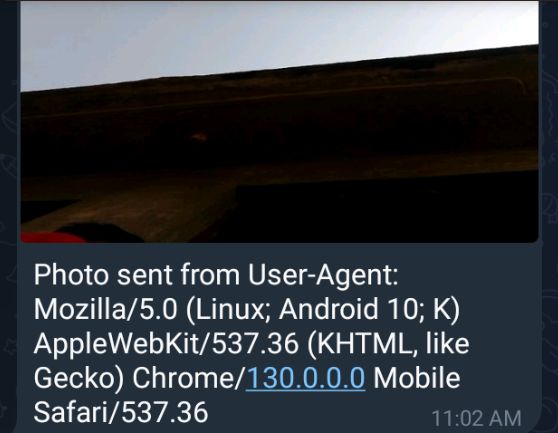 Photo sent from User-Agent:
Mozilla/5.0 (Linux; Android 10; K)
AppleWebKit/537.36 (KHTML, like
Gecko) Chrome/130.0.0.0 Mobile
Safari/537.36
11:02 AM